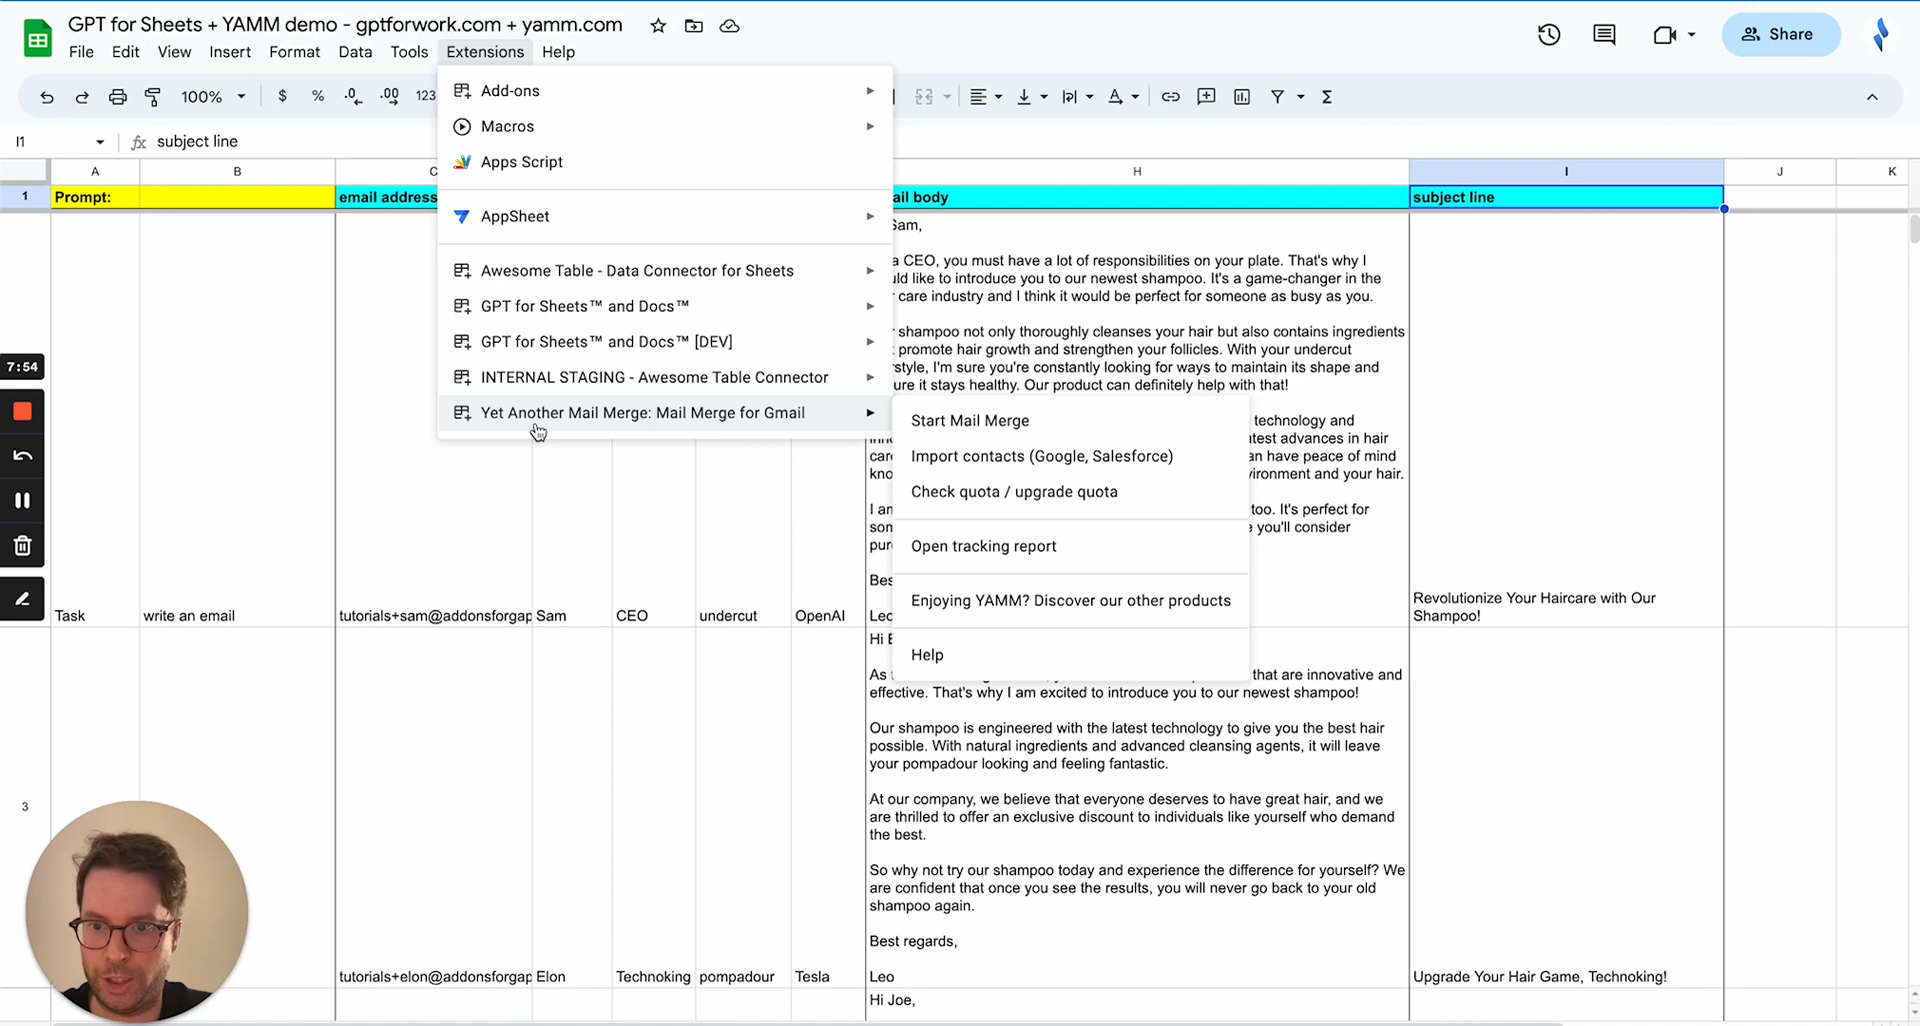 GPT for Sheets + YAMM demo - gptforwork.com + yamm.com
File Edit View Insert Format Data Tools Extensions Help
Share
100% $ % .0 .00 123
I1 fx subject line
A B C H I J K
1 Prompt: email address ail body subject line
Add-ons
Macros
Apps Script
AppSheet
Awesome Table - Data Connector for Sheets
GPT for Sheets™ and Docs™
GPT for Sheets™ and Docs™ [DEV]
INTERNAL STAGING - Awesome Table Connector
Yet Another Mail Merge: Mail Merge for Gmail
Start Mail Merge
Import contacts (Google, Salesforce)
Check quota / upgrade quota
Open tracking report
Enjoying YAMM? Discover our other products
Help
7:54
Sam,
a CEO, you must have a lot of responsibilities on your plate. That's why I
uld like to introduce you to our newest shampoo. It's a game-changer in the
care industry and I think it would be perfect for someone as busy as you.
shampoo not only thoroughly cleanses your hair but also contains ingredients
promote hair growth and strengthen your follicles. With your undercut
style, I'm sure you're constantly looking for ways to maintain its shape and
ure it stays healthy. Our product can definitely help with that!
technology and
atest advances in hair
car an have peace of mind
kno vironment and your hair.
I an too. It's perfect for
son e you'll consider
pur
Bes
Leo
Task write an email tutorials+sam@addonsforgap Sam CEO undercut OpenAI
Revolutionize Your Haircare with Our
Shampoo!
3
Hi E
As that are innovative and
effective. That's why I am excited to introduce you to our newest shampoo!
Our shampoo is engineered with the latest technology to give you the best hair
possible. With natural ingredients and advanced cleansing agents, it will leave
your pompadour looking and feeling fantastic.
At our company, we believe that everyone deserves to have great hair, and we
are thrilled to offer an exclusive discount to individuals like yourself who demand
the best.
So why not try our shampoo today and experience the difference for yourself? We
are confident that once you see the results, you will never go back to your old
shampoo again.
Best regards,
tutorials+elon@addonsforgap Elon Technoking pompadour Tesla Leo Upgrade Your Hair Game, Technoking!
Hi Joe,